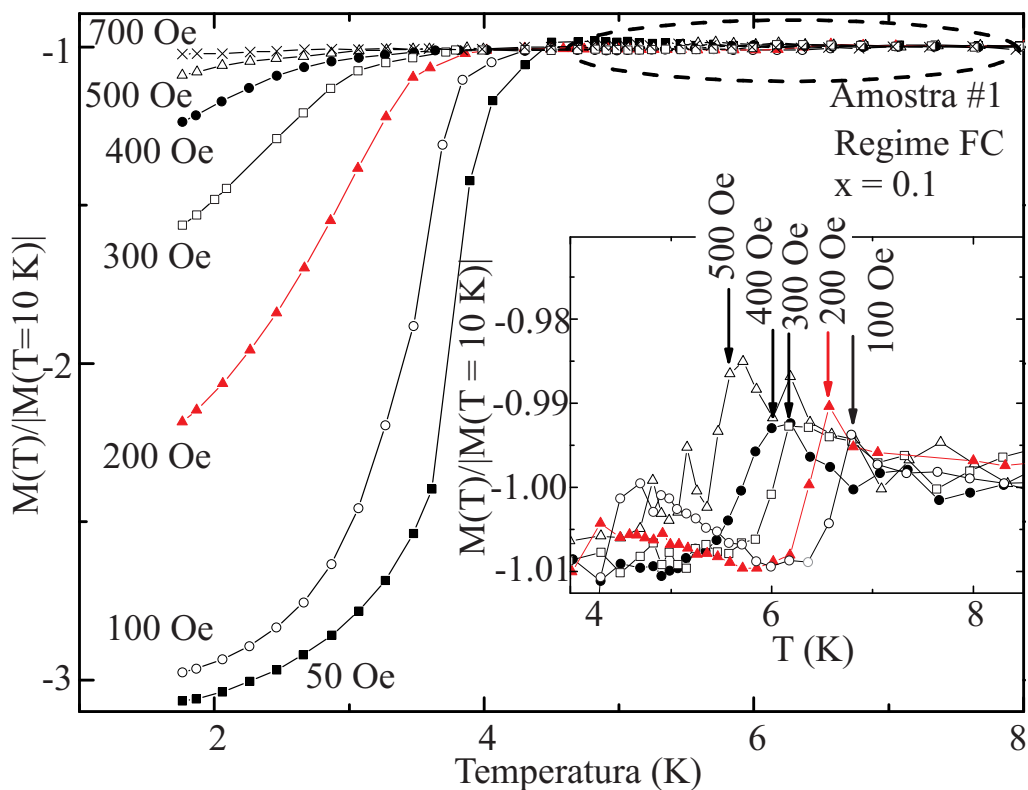 700 Oe
500 Oe
400 Oe
300 Oe
200 Oe
100 Oe
50 Oe
-1
-2
-3
M(T)/|M(T=10 K)|
2
4
6
8
Temperatura (K)
Amostra #1
Regime FC
x = 0.1
500 Oe
400 Oe
300 Oe
200 Oe
100 Oe
-0.98
-0.99
-1.00
-1.01
M(T)/|M(T = 10 K)|
4
6
8
T (K)